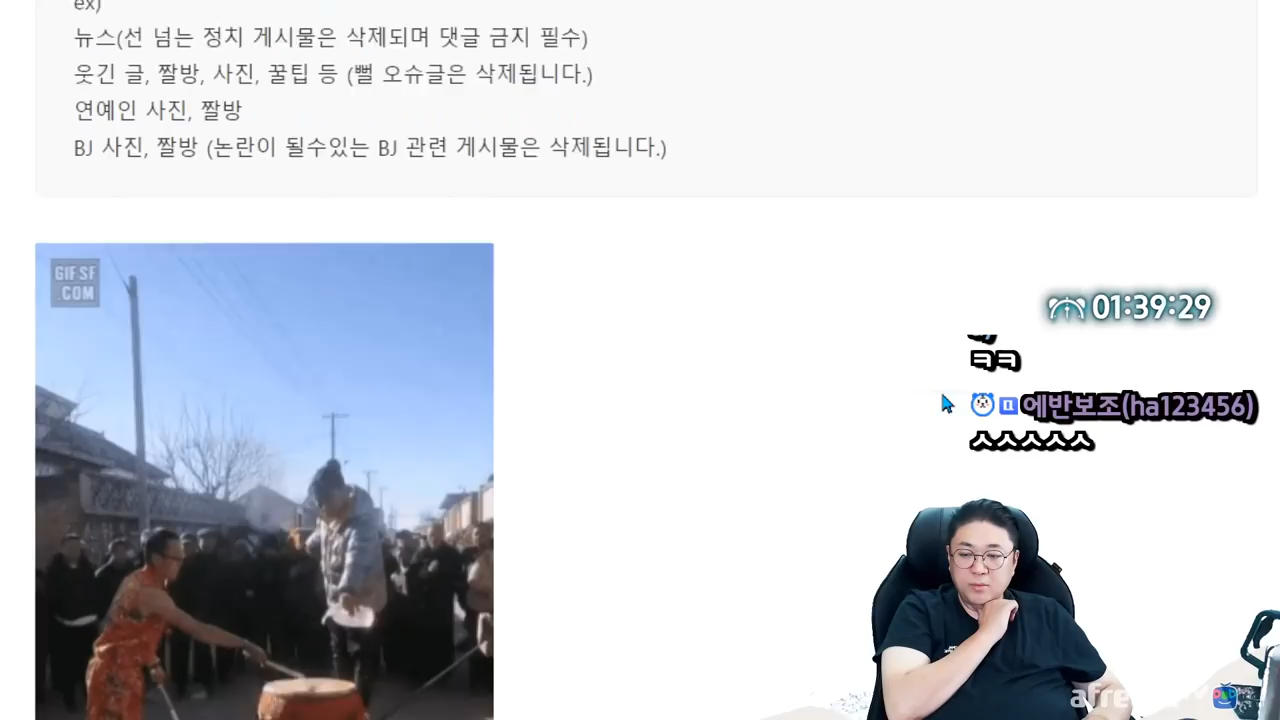 ex)
뉴스(선 넘는 정치 게시물은 삭제되며 댓글 금지 필수)
웃긴 글, 짤방, 사진, 꿀팁 등 (뻘 오슈글은 삭제됩니다.)
연예인 사진, 짤방
BJ 사진, 짤방 (논란이 될수있는 BJ 관련 게시물은 삭제됩니다.)
GIFSF
.COM
01:39:29
ㅋㅋ
에반보조(ha123456)
ㅅㅅㅅㅅㅅ